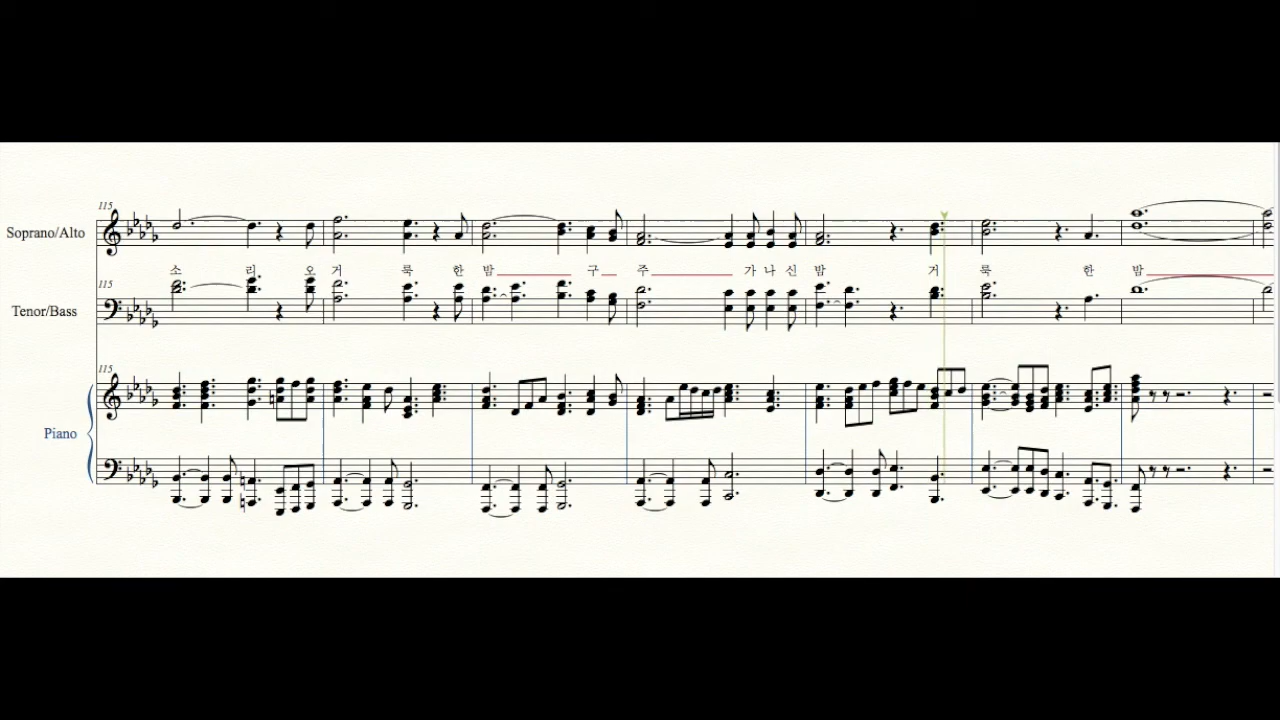 115
Soprano/Alto
소 리 오 거 룩 한 밤 구 주 가 나 신 밤 거 룩 한 밤
115
Tenor/Bass
115
Piano